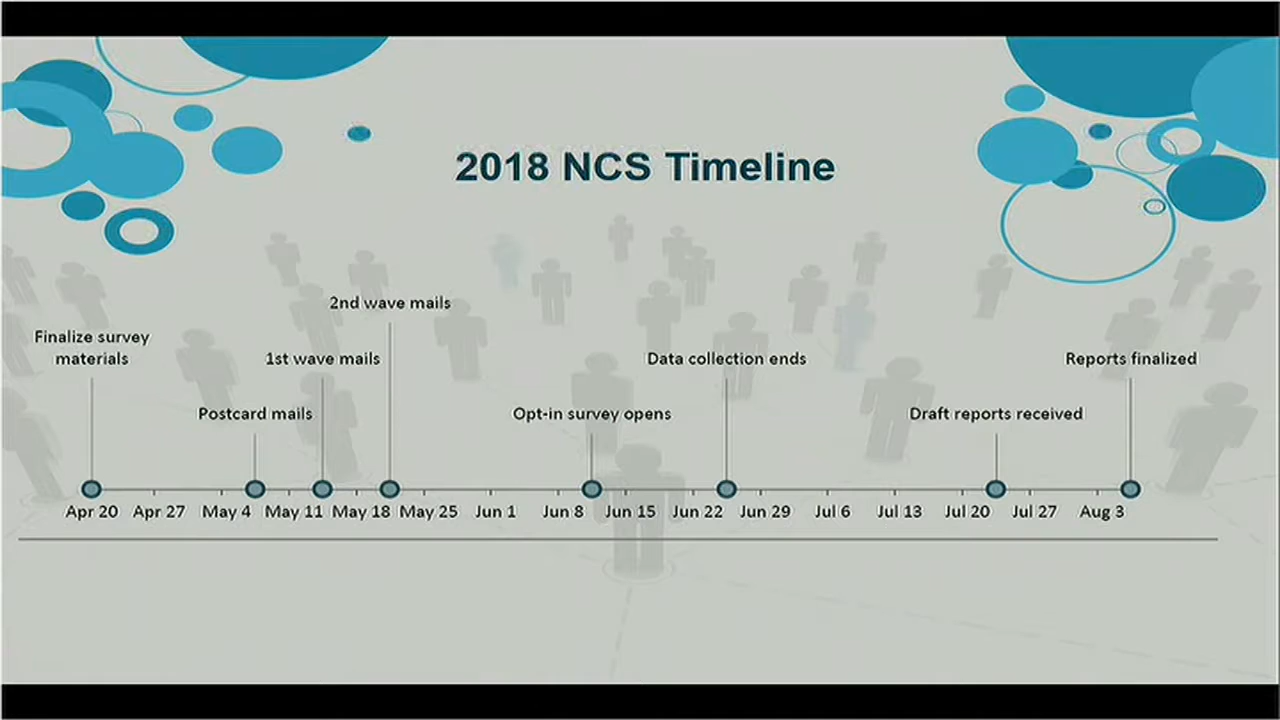 2018 NCS Timeline
2nd wave mails
Finalize survey
materials
1st wave mails
Data collection ends
Reports finalized
Postcard mails
Opt-in survey opens
Draft reports received
Apr 20 Apr 27 May 4 May 11 May 18 May 25 Jun 1 Jun 8 Jun 15 Jun 22 Jun 29 Jul 6 Jul 13 Jul 20 Jul 27 Aug 3